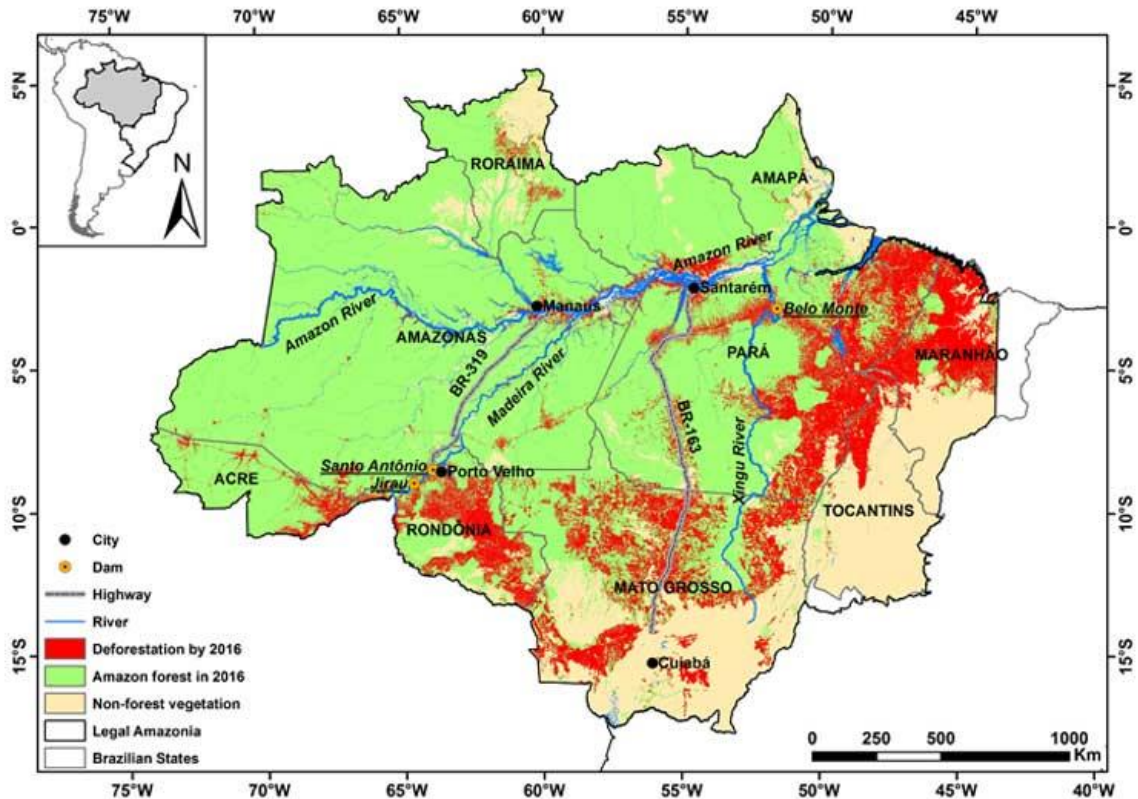 75°W 70°W 65°W 60°W 55°W 50°W 45°W
5°N 5°N
N
RORAIMA
AMAPÁ
0° 0°
Amazon River
Santarém
Manaus
Belo Monte
Amazon River
AMAZONAS
PARÁ
MARANHÃO
5°S 5°S
BR-319
Madeira River
BR-163
Xingu River
Santo Antônio
Porto Velho
Jirau
ACRE
TOCANTINS
10°S 10°S
RONDÔNIA
MATO GROSSO
Cuiabá
15°S 15°S
City
Dam
Highway
River
Deforestation by 2016
Amazon forest in 2016
Non-forest vegetation
Legal Amazonia
Brazilian States
0 250 500 1000
Km
75°W 70°W 65°W 60°W 55°W 50°W 45°W 40°W